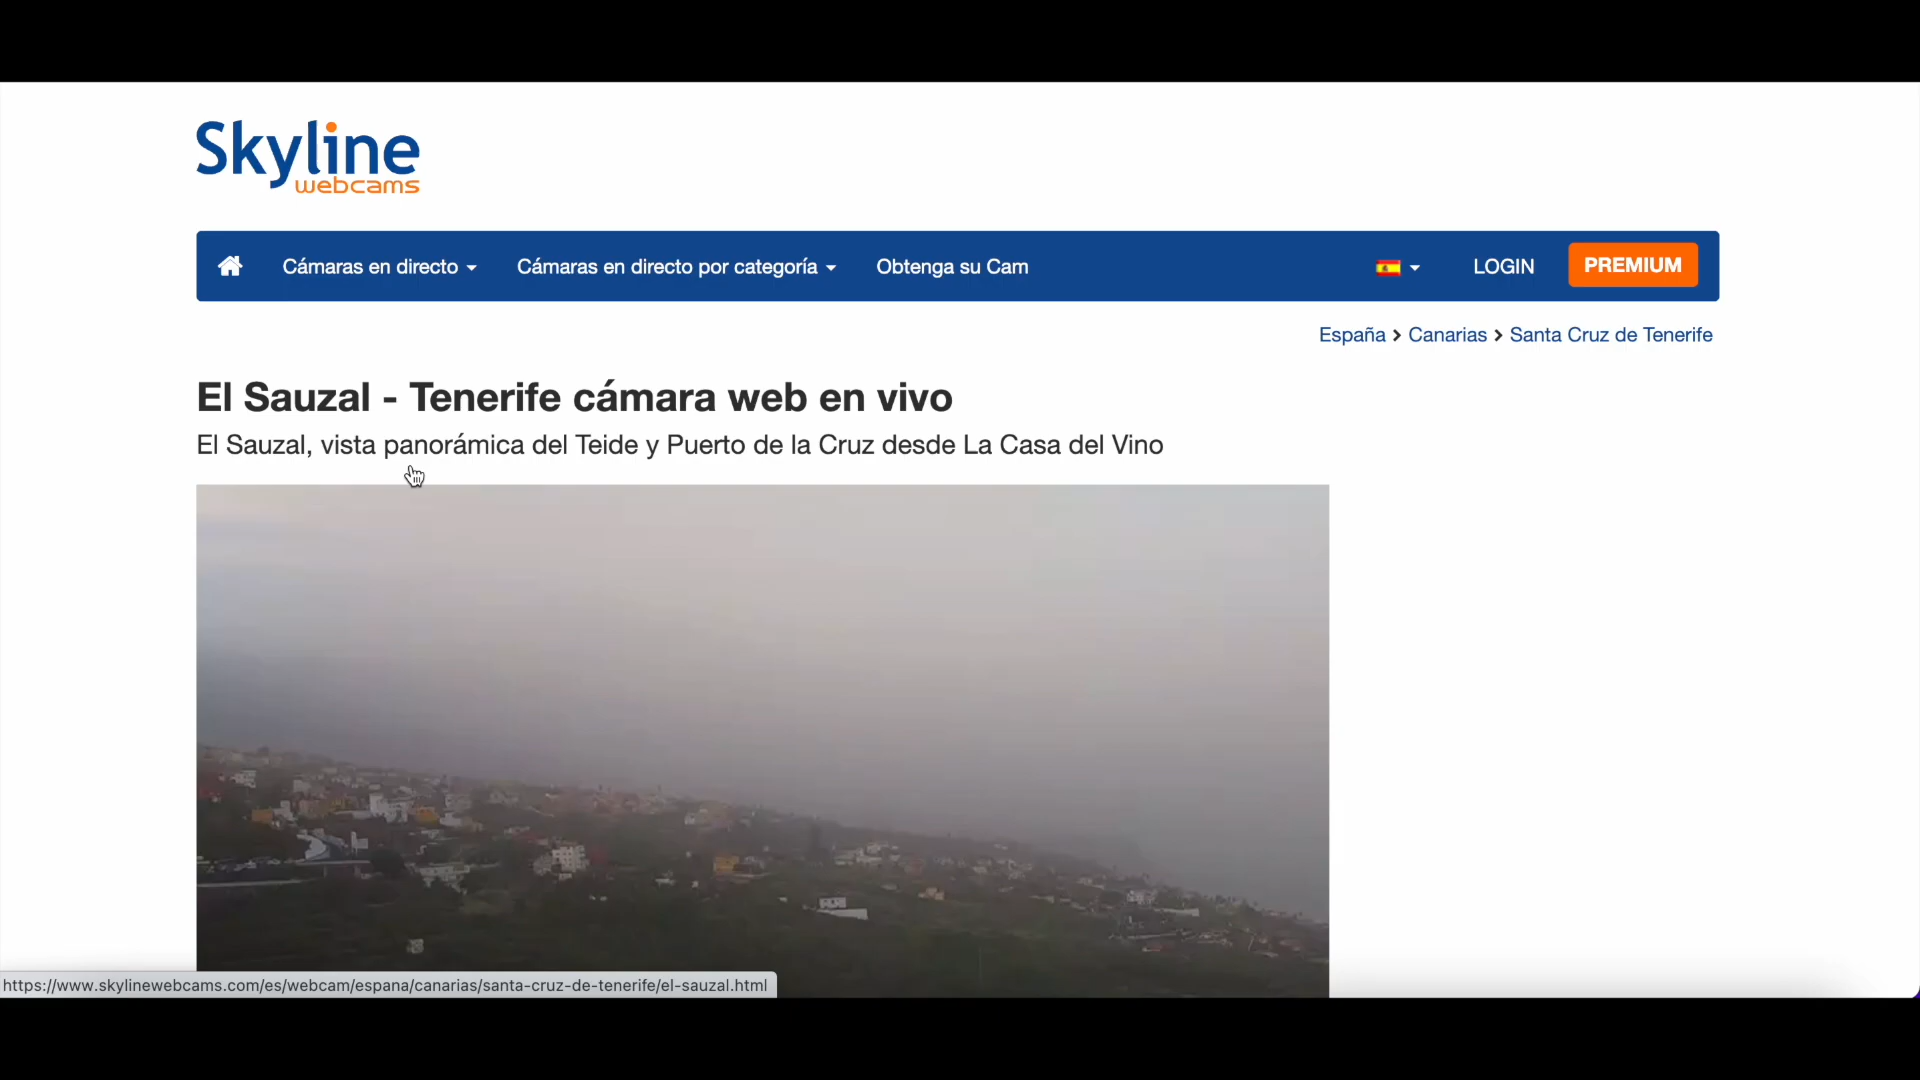 Skyline
webcams
Cámaras en directo
Cámaras en directo por categoría
Obtenga su Cam
LOGIN
PREMIUM
España > Canarias > Santa Cruz de Tenerife
El Sauzal - Tenerife cámara web en vivo
El Sauzal, vista panorámica del Teide y Puerto de la Cruz desde La Casa del Vino
https://www.skylinewebcams.com/es/webcam/espana/canarias/santa-cruz-de-tenerife/el-sauzal.html